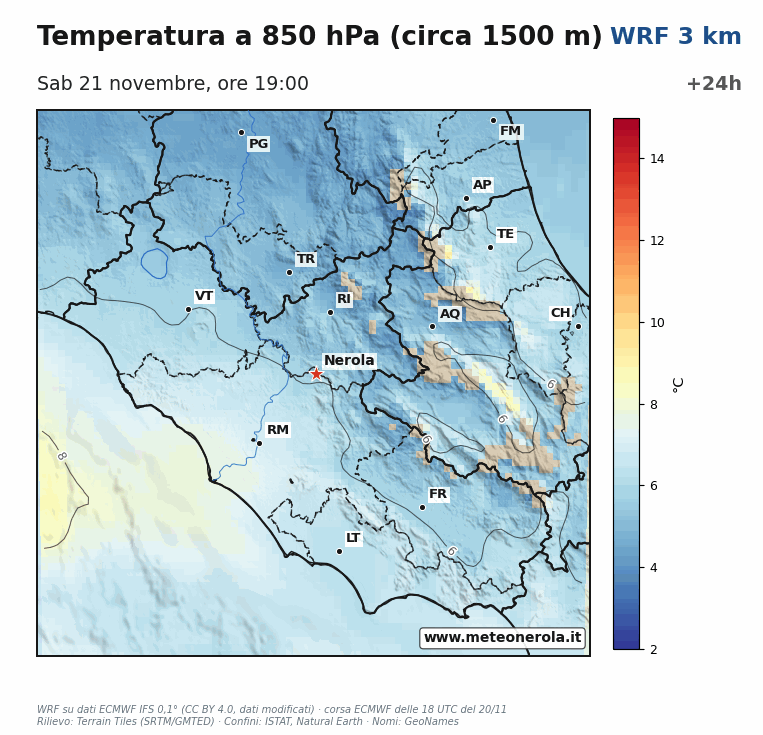 Temperatura a 850 hPa (circa 1500 m) WRF 3 km
Sab 21 novembre, ore 19:00 +24h
FM
PG
AP
TE
TR
VT
RI
AQ
CH
Nerola
RM
FR
LT
6
6
6
6
8
www.meteonerola.it
14
12
10
8
6
4
2
°C
WRF su dati ECMWF IFS 0,1° (CC BY 4.0, dati modificati) · corsa ECMWF delle 18 UTC del 20/11
Rilievo: Terrain Tiles (SRTM/GMTED) · Confini: ISTAT, Natural Earth · Nomi: GeoNames